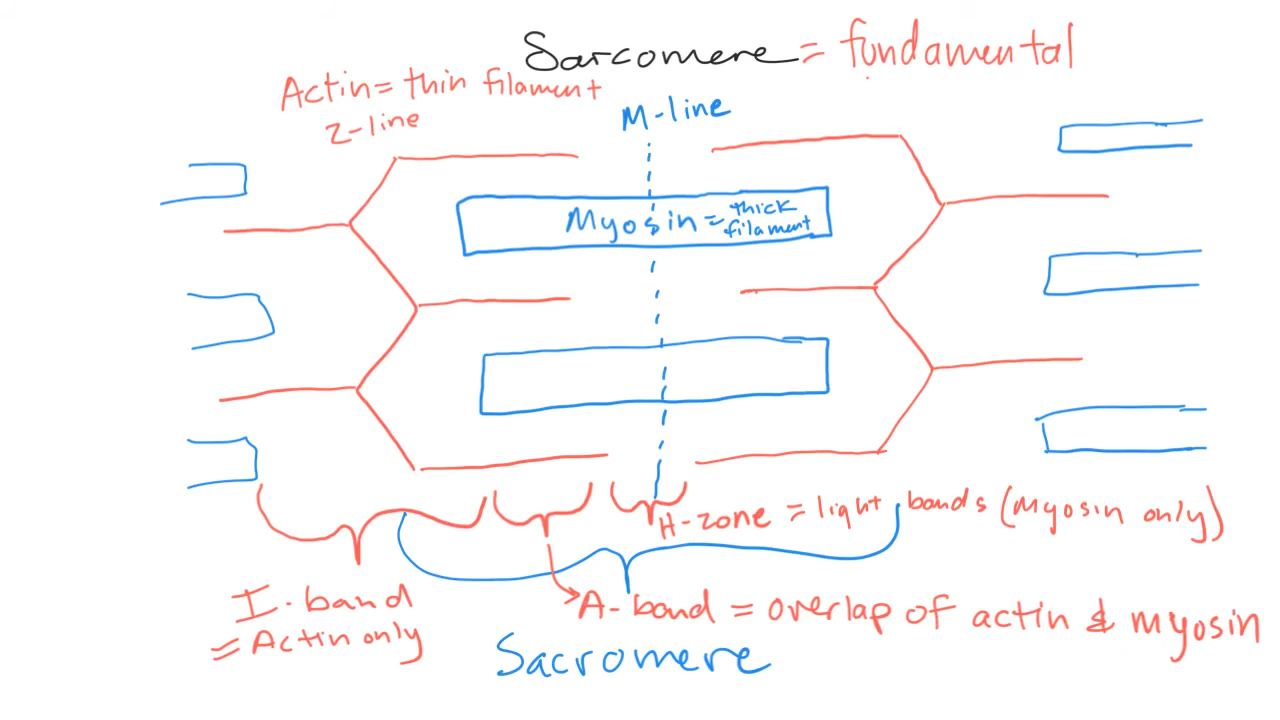 Sarcomere = fundamental
Actin = thin filament
Z-line
M-line
Myosin = thick
filament
H-zone = light bands (Myosin only)
I-band
= Actin only
A-band = overlap of actin & myosin
Sacromere